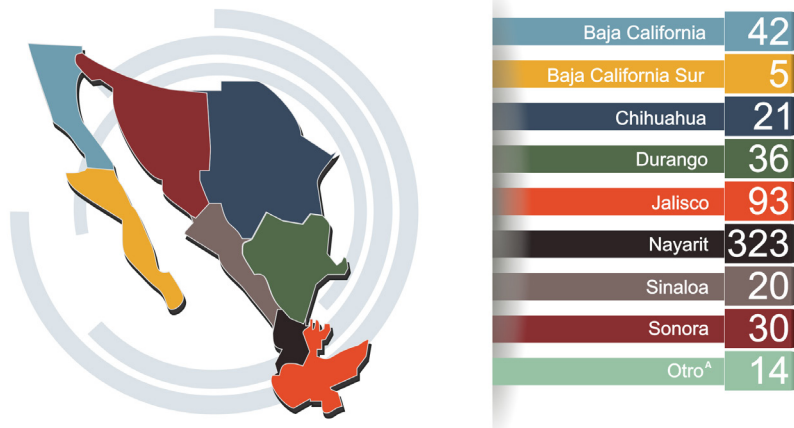 Baja California 42
Baja California Sur 5
Chihuahua 21
Durango 36
Jalisco 93
Nayarit 323
Sinaloa 20
Sonora 30
Otro^A 14